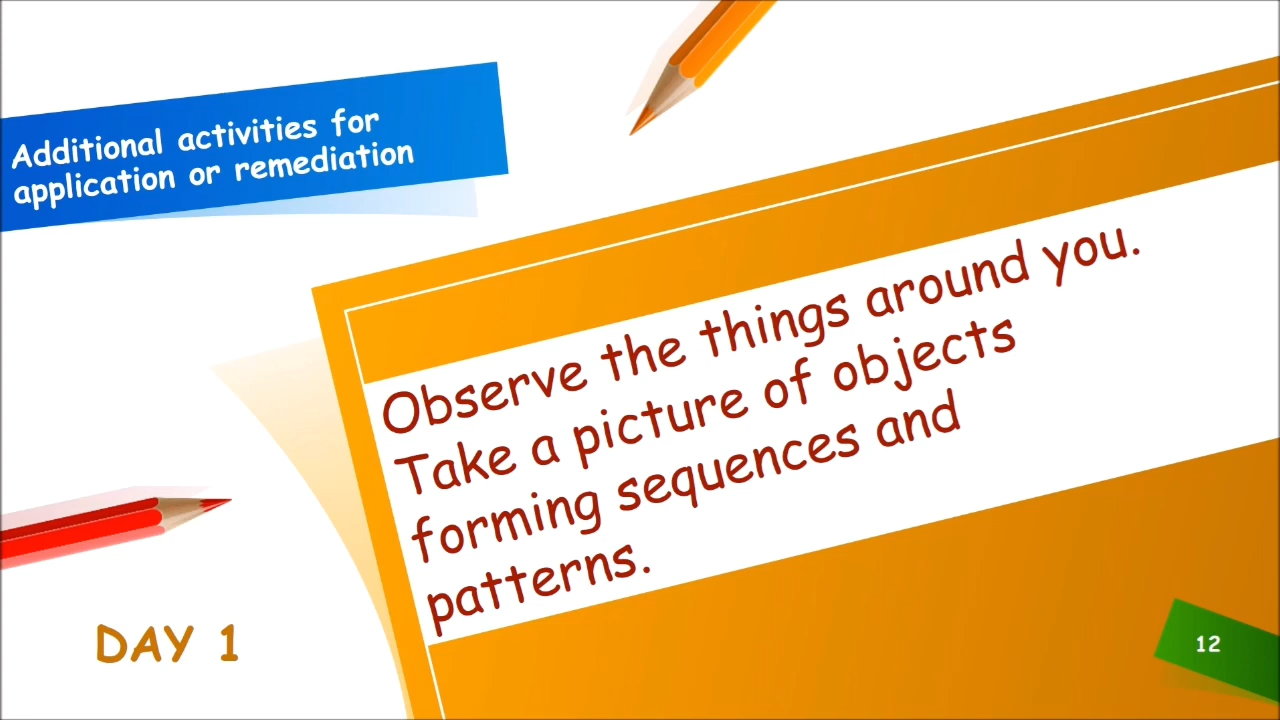 Additional activities for
application or remediation
Observe the things around you.
Take a picture of objects
forming sequences and
patterns.
DAY 1
12